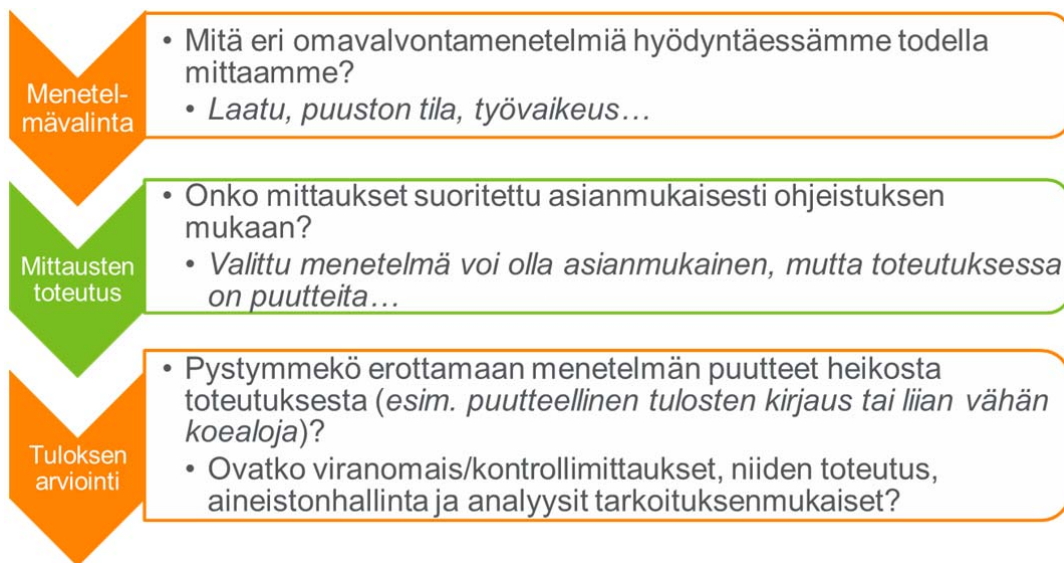 Menetel-
mävalinta
• Mitä eri omavalvontamenetelmiä hyödyntäessämme todella
mittaamme?
• Laatu, puuston tila, työvaikeus…
Mittausten
toteutus
• Onko mittaukset suoritettu asianmukaisesti ohjeistuksen
mukaan?
• Valittu menetelmä voi olla asianmukainen, mutta toteutuksessa
on puutteita…
Tuloksen
arviointi
• Pystymmekö erottamaan menetelmän puutteet heikosta
toteutuksesta (esim. puutteellinen tulosten kirjaus tai liian vähän
koealoja)?
• Ovatko viranomais/kontrollimittaukset, niiden toteutus,
aineistonhallinta ja analyysit tarkoituksenmukaiset?